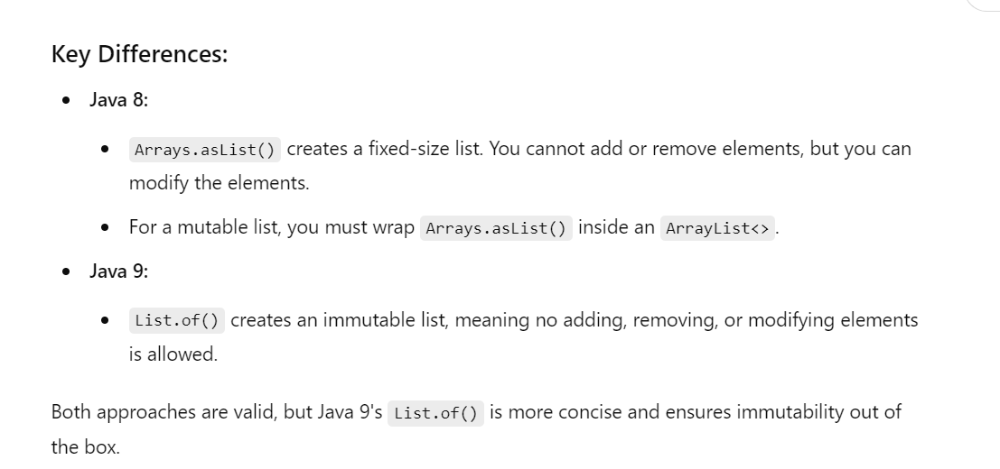 Key Differences:
• Java 8:
• Arrays.asList() creates a fixed-size list. You cannot add or remove elements, but you can
modify the elements.
• For a mutable list, you must wrap Arrays.asList() inside an ArrayList<>.
• Java 9:
• List.of() creates an immutable list, meaning no adding, removing, or modifying elements
is allowed.
Both approaches are valid, but Java 9's List.of() is more concise and ensures immutability out of
the box.